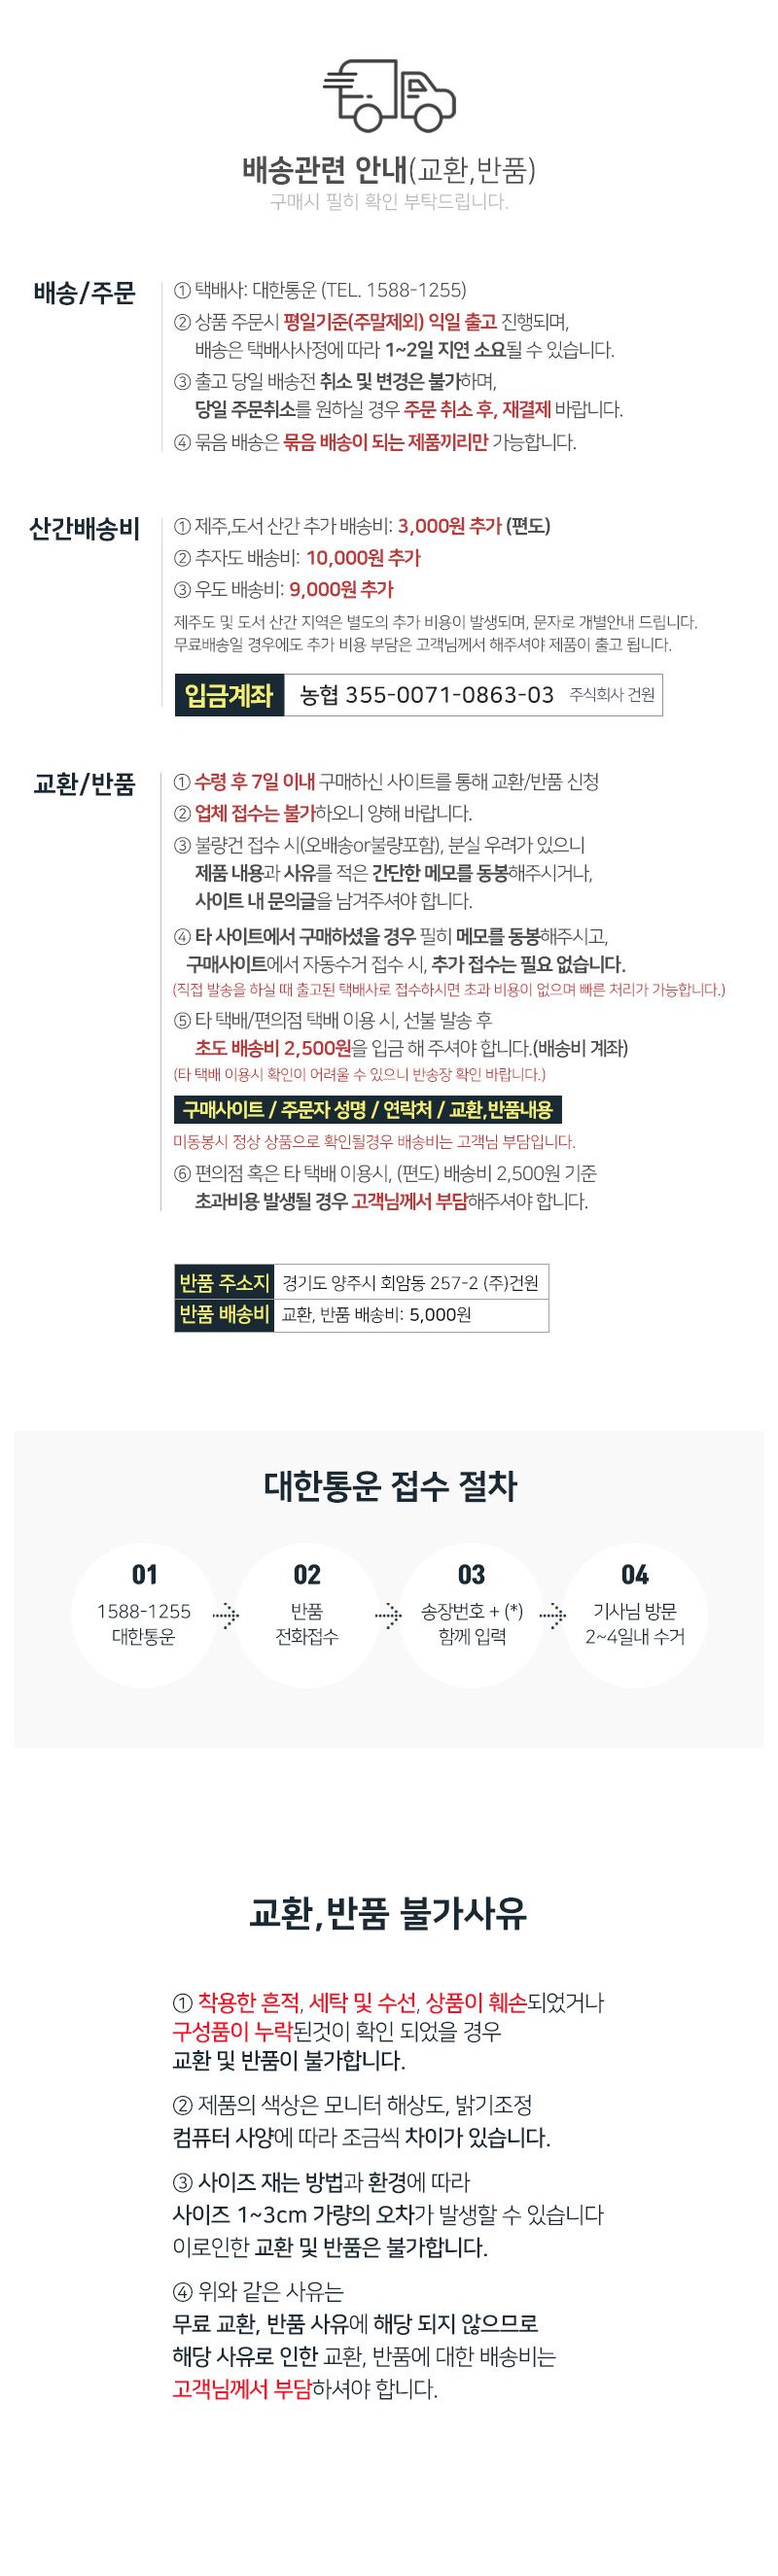 배송관련 안내(교환,반품)
구매시 필히 확인 부탁드립니다.
배송/주문
① 택배사: 대한통운 (TEL. 1588-1255)
② 상품 주문시 평일기준(주말제외) 익일 출고 진행되며,
배송은 택배사사정에 따라 1~2일 지연 소요될 수 있습니다.
③ 출고 당일 배송전 취소 및 변경은 불가하며,
당일 주문취소를 원하실 경우 주문 취소 후, 재결제 바랍니다.
④ 묶음 배송은 묶음 배송이 되는 제품끼리만 가능합니다.
산간배송비
① 제주,도서 산간 추가 배송비: 3,000원 추가 (편도)
② 추자도 배송비: 10,000원 추가
③ 우도 배송비: 9,000원 추가
제주도 및 도서 산간 지역은 별도의 추가 비용이 발생되며, 문자로 개별안내 드립니다.
무료배송일 경우에도 추가 비용 부담은 고객님께서 해주셔야 제품이 출고 됩니다.
입금계좌 농협 355-0071-0863-03 주식회사 건원
교환/반품
① 수령 후 7일 이내 구매하신 사이트를 통해 교환/반품 신청
② 업체 접수는 불가하오니 양해 바랍니다.
③ 불량건 접수 시(오배송or불량포함), 분실 우려가 있으니
제품 내용과 사유를 적은 간단한 메모를 동봉해주시거나,
사이트 내 문의글을 남겨주셔야 합니다.
④ 타 사이트에서 구매하셨을 경우 필히 메모를 동봉해주시고,
구매사이트에서 자동수거 접수 시, 추가 접수는 필요 없습니다.
(직접 발송을 하실 때 출고된 택배사로 접수하시면 초과 비용이 없으며 빠른 처리가 가능합니다.)
⑤ 타 택배/편의점 택배 이용 시, 선불 발송 후
초도 배송비 2,500원을 입금 해 주셔야 합니다.(배송비 계좌)
(타 택배 이용시 확인이 어려울 수 있으니 반송장 확인 바랍니다.)
구매사이트 / 주문자 성명 / 연락처 / 교환,반품내용
미동봉시 정상 상품으로 확인될경우 배송비는 고객님 부담입니다.
⑥ 편의점 혹은 타 택배 이용시, (편도) 배송비 2,500원 기준
초과비용 발생될 경우 고객님께서 부담해주셔야 합니다.
반품 주소지 경기도 양주시 회암동 257-2 (주)건원
반품 배송비 교환, 반품 배송비: 5,000원
대한통운 접수 절차
01
1588-1255
대한통운
02
반품
전화접수
03
송장번호 + (*)
함께 입력
04
기사님 방문
2~4일내 수거
교환,반품 불가사유
① 착용한 흔적, 세탁 및 수선, 상품이 훼손되었거나
구성품이 누락된것이 확인 되었을 경우
교환 및 반품이 불가합니다.
② 제품의 색상은 모니터 해상도, 밝기조정
컴퓨터 사양에 따라 조금씩 차이가 있습니다.
③ 사이즈 재는 방법과 환경에 따라
사이즈 1~3cm 가량의 오차가 발생할 수 있습니다
이로인한 교환 및 반품은 불가합니다.
④ 위와 같은 사유는
무료 교환, 반품 사유에 해당 되지 않으므로
해당 사유로 인한 교환, 반품에 대한 배송비는
고객님께서 부담하셔야 합니다.